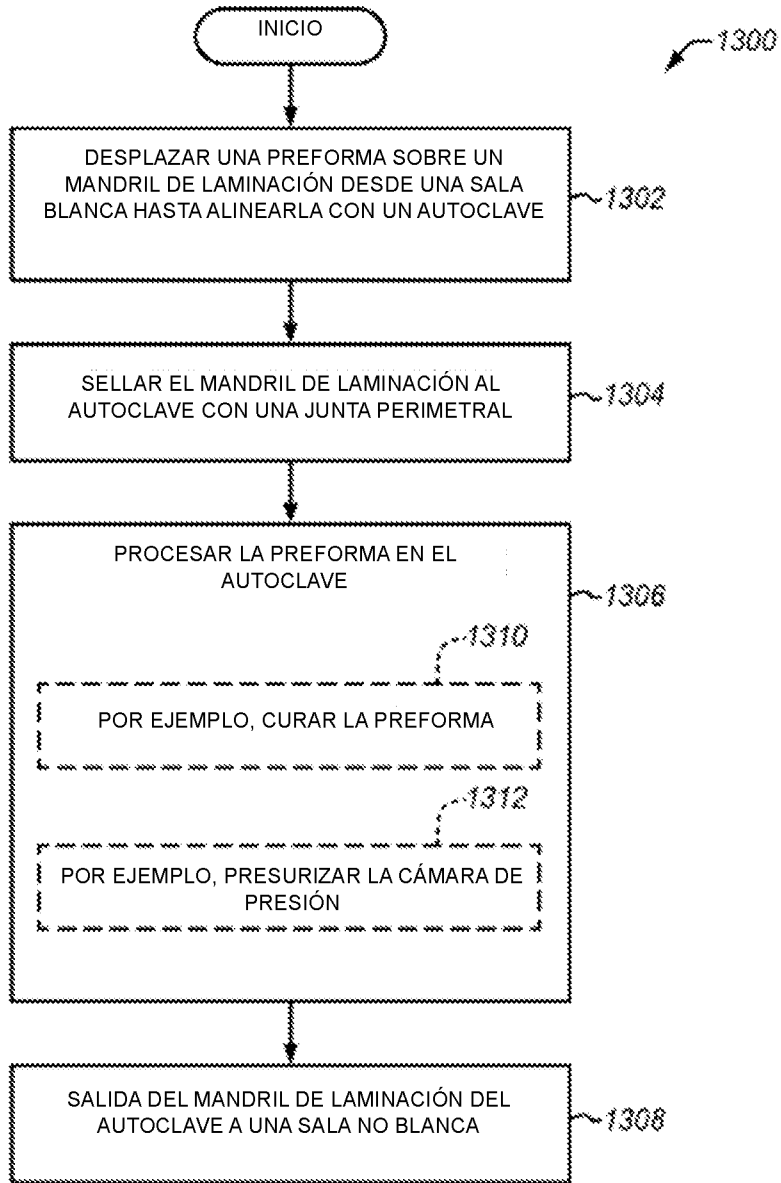 INICIO
1300
DESPLAZAR UNA PREFORMA SOBRE UN
MANDRIL DE LAMINACIÓN DESDE UNA SALA
BLANCA HASTA ALINEARLA CON UN AUTOCLAVE
1302
SELLAR EL MANDRIL DE LAMINACIÓN AL
AUTOCLAVE CON UNA JUNTA PERIMETRAL
1304
PROCESAR LA PREFORMA EN EL
AUTOCLAVE
1306
1310
POR EJEMPLO, CURAR LA PREFORMA
1312
POR EJEMPLO, PRESURIZAR LA CÁMARA DE
PRESIÓN
SALIDA DEL MANDRIL DE LAMINACIÓN DEL
AUTOCLAVE A UNA SALA NO BLANCA
1308